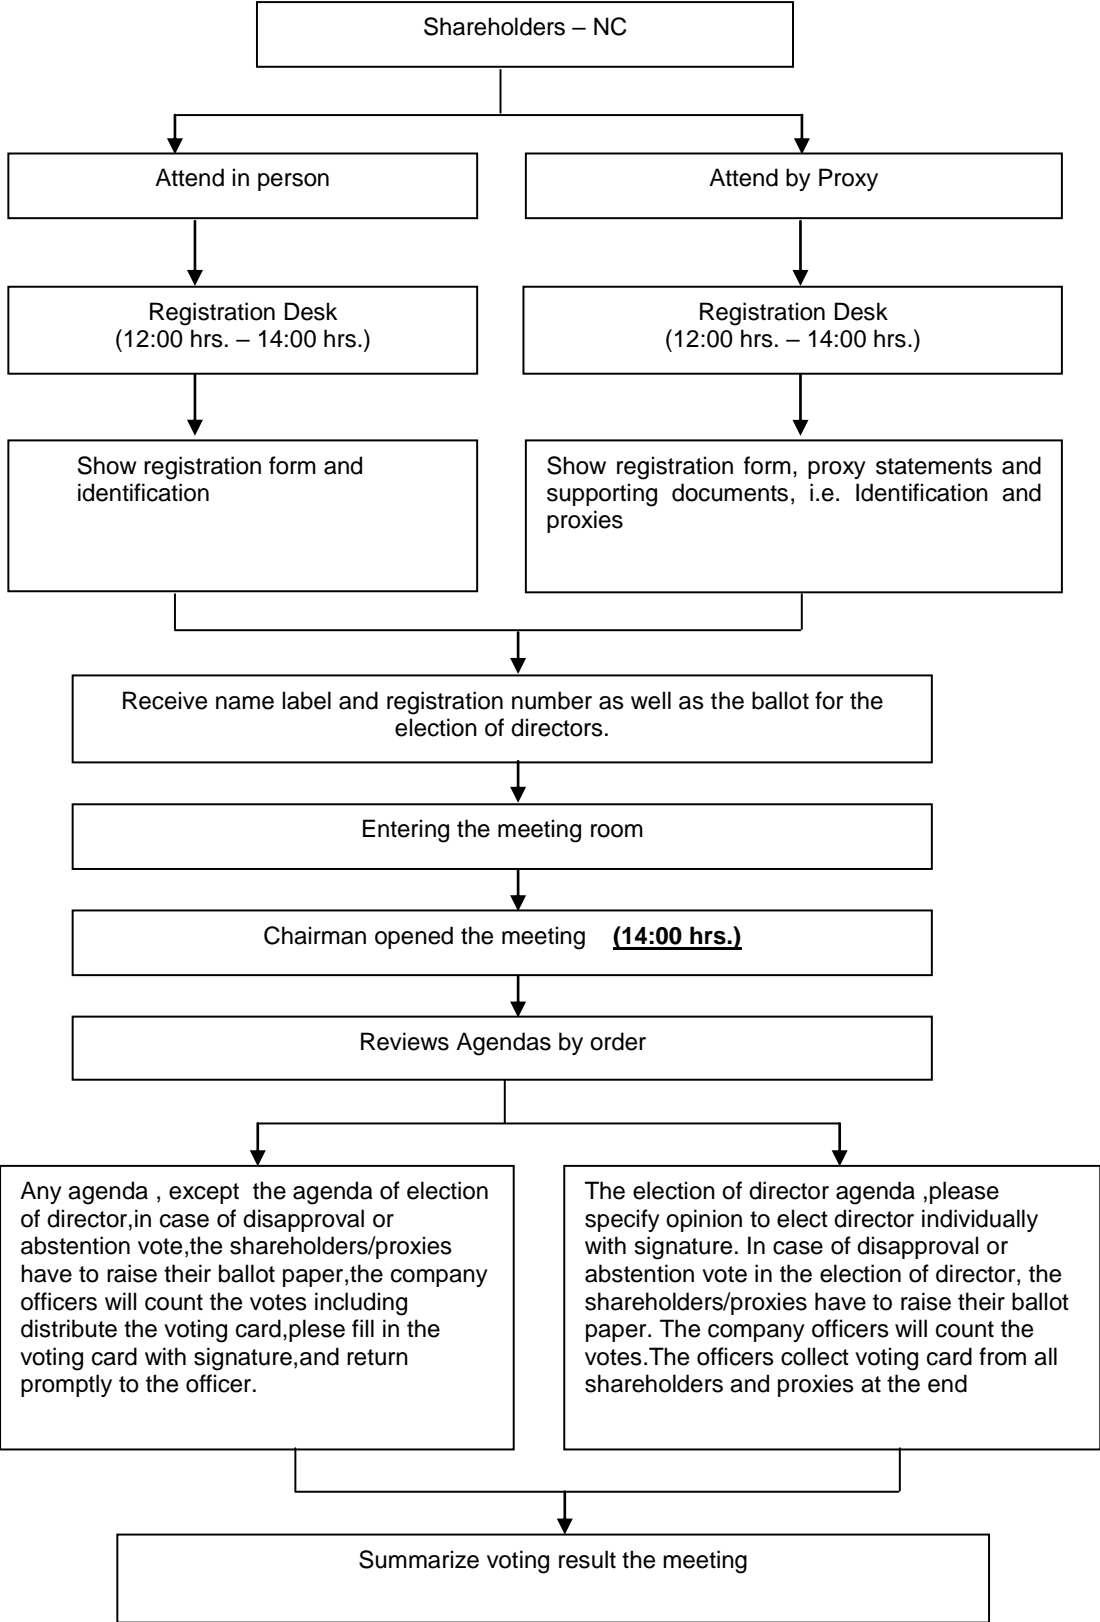 Shareholders – NC
Attend in person
Attend by Proxy
Registration Desk
(12:00 hrs. – 14:00 hrs.)
Registration Desk
(12:00 hrs. – 14:00 hrs.)
Show registration form and
identification
Show registration form, proxy statements and
supporting documents, i.e. Identification and
proxies
Receive name label and registration number as well as the ballot for the
election of directors.
Entering the meeting room
Chairman opened the meeting (14:00 hrs.)
Reviews Agendas by order
Any agenda , except the agenda of election
of director,in case of disapproval or
abstention vote,the shareholders/proxies
have to raise their ballot paper,the company
officers will count the votes including
distribute the voting card,plese fill in the
voting card with signature,and return
promptly to the officer.
The election of director agenda ,please
specify opinion to elect director individually
with signature. In case of disapproval or
abstention vote in the election of director, the
shareholders/proxies have to raise their ballot
paper. The company officers will count the
votes.The officers collect voting card from all
shareholders and proxies at the end
Summarize voting result the meeting